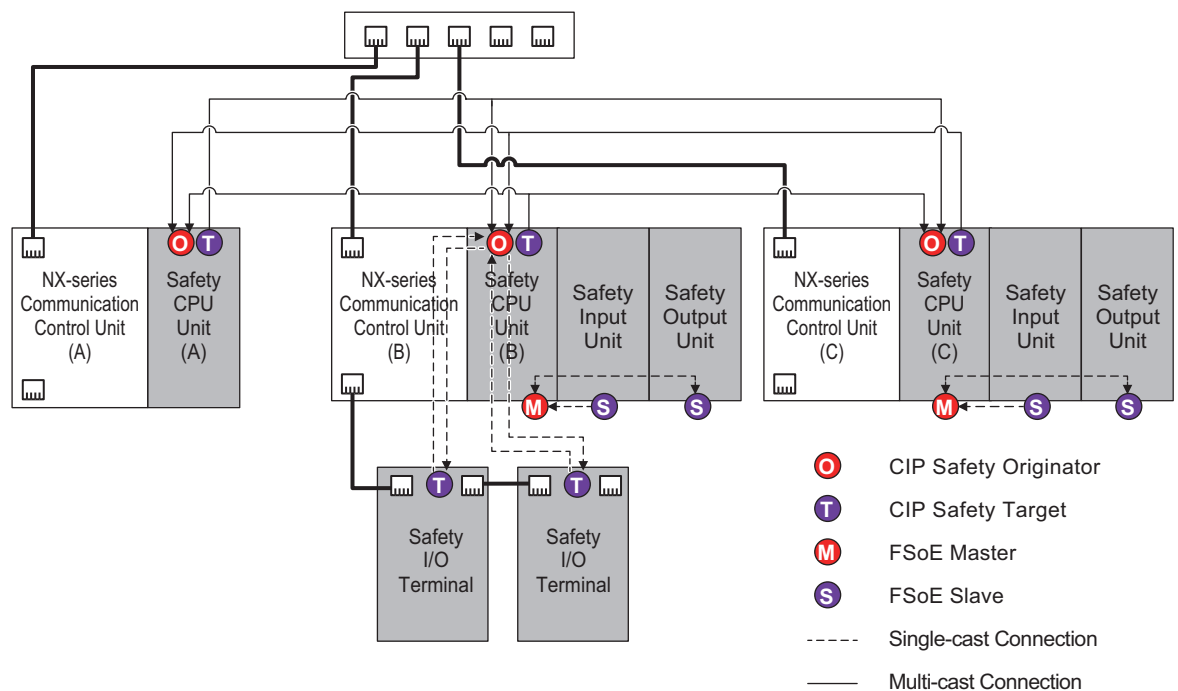 O T
NX-series
Communication
Control Unit
(A)
Safety
CPU
Unit
(A)
NX-series
Communication
Control Unit
(B)
O T
Safety
CPU
Unit
(B)
Safety
Input
Unit
Safety
Output
Unit
M
S
S
NX-series
Communication
Control Unit
(C)
O T
Safety
CPU
Unit
(C)
Safety
Input
Unit
Safety
Output
Unit
M
S
S
T
Safety
I/O
Terminal
T
Safety
I/O
Terminal
O CIP Safety Originator
T CIP Safety Target
M FSoE Master
S FSoE Slave
Single-cast Connection
Multi-cast Connection